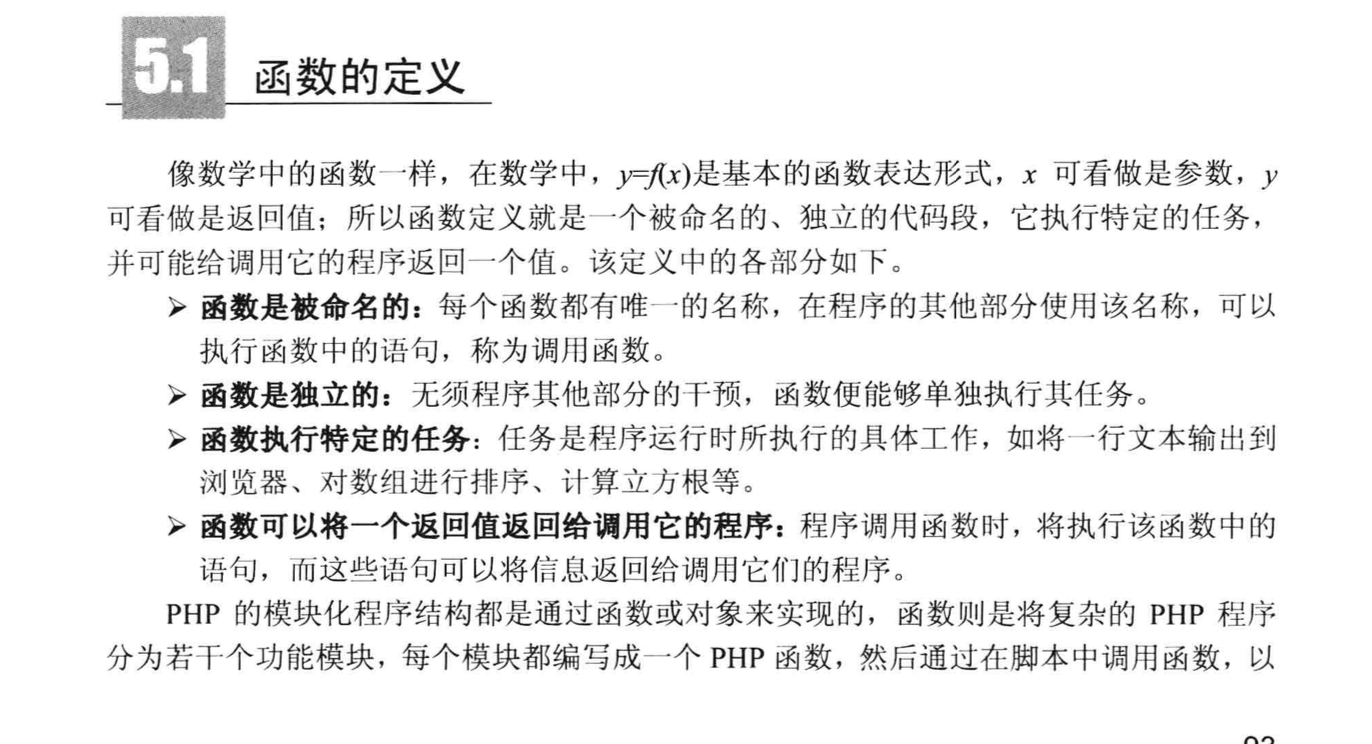 5.1 函数的定义
像数学中的函数一样，在数学中，y=f(x)是基本的函数表达形式，x 可看做是参数，y
可看做是返回值；所以函数定义就是一个被命名的、独立的代码段，它执行特定的任务，
并可能给调用它的程序返回一个值。该定义中的各部分如下。
➢ 函数是被命名的：每个函数都有唯一的名称，在程序的其他部分使用该名称，可以
执行函数中的语句，称为调用函数。
➢ 函数是独立的：无须程序其他部分的干预，函数便能够单独执行其任务。
➢ 函数执行特定的任务：任务是程序运行时所执行的具体工作，如将一行文本输出到
浏览器、对数组进行排序、计算立方根等。
➢ 函数可以将一个返回值返回给调用它的程序：程序调用函数时，将执行该函数中的
语句，而这些语句可以将信息返回给调用它们的程序。
PHP 的模块化程序结构都是通过函数或对象来实现的，函数则是将复杂的 PHP 程序
分为若干个功能模块，每个模块都编写成一个 PHP 函数，然后通过在脚本中调用函数，以